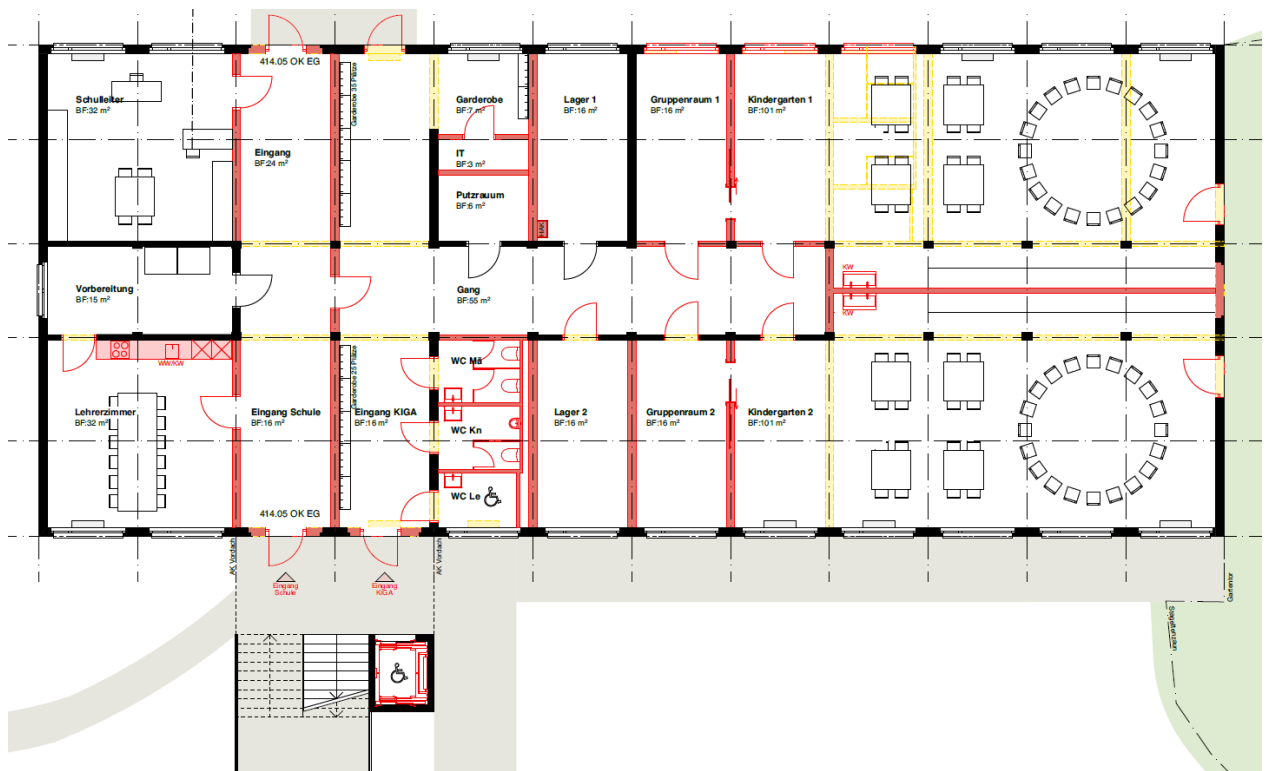 414.05 OK EG
Schulleiter
BF:32 m²
Eingang
BF:24 m²
Garderobe 35 Plätze
Garderobe
BF:7 m²
IT
BF:3 m²
Putzrauum
BF:6 m²
Lager 1
BF:16 m²
HAK
Gruppenraum 1
BF:16 m²
Kindergarten 1
BF:101 m²
Vorbereitung
BF:15 m²
Gang
BF:55 m²
KW
KW
WW/KW
Lehrerzimmer
BF:32 m²
Eingang Schule
BF:16 m²
Garderobe 25 Plätze
Eingang KIGA
BF:16 m²
WC Mä
WC Kn
WC Le
Lager 2
BF:16 m²
Gruppenraum 2
BF:16 m²
Kindergarten 2
BF:101 m²
414.05 OK EG
AK Vordach
AK Vordach
Eingang
Schule
Eingang
KIGA
Gartentor
Staketenzaun